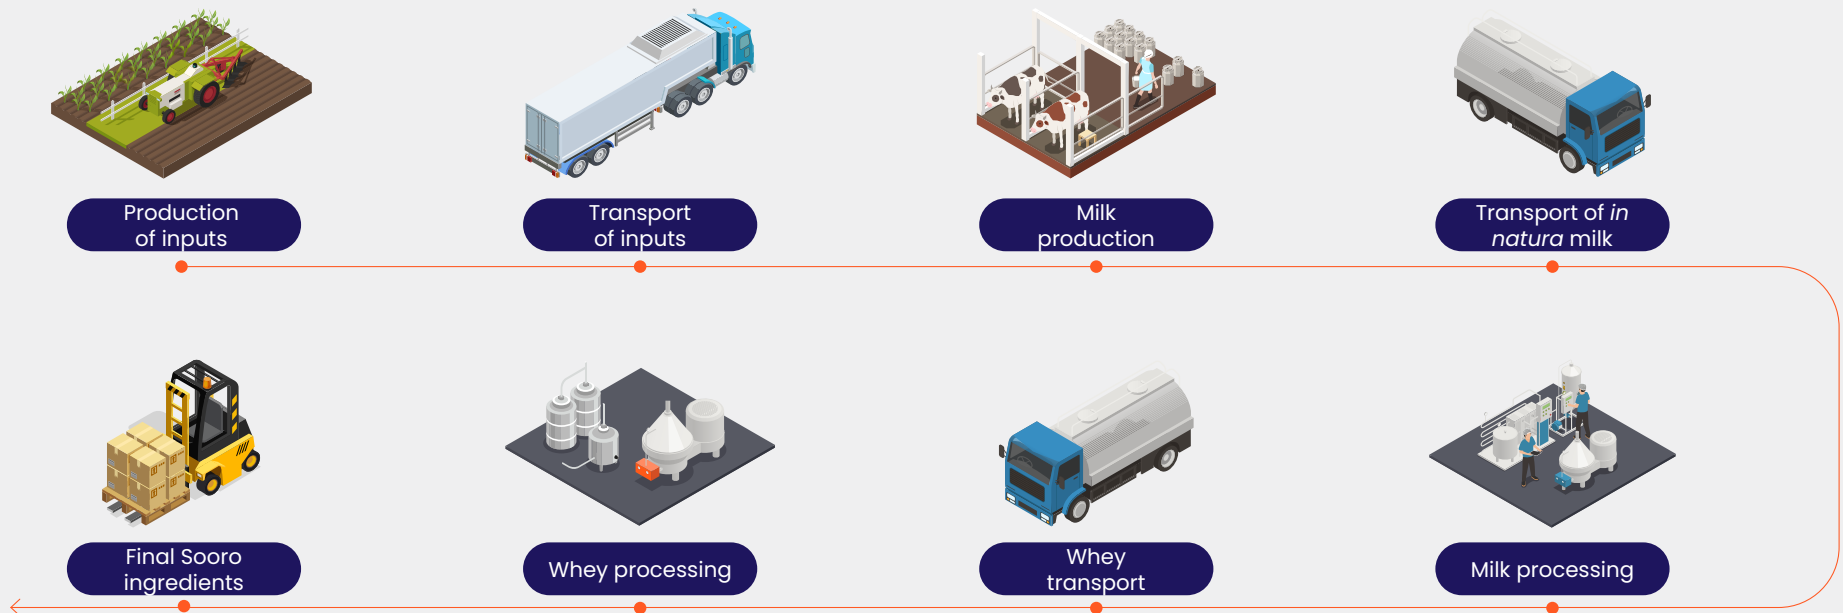 Production
of inputs
Transport
of inputs
Milk
production
Transport of in
natura milk
Final Sooro
ingredients
Whey processing
Whey
transport
Milk processing